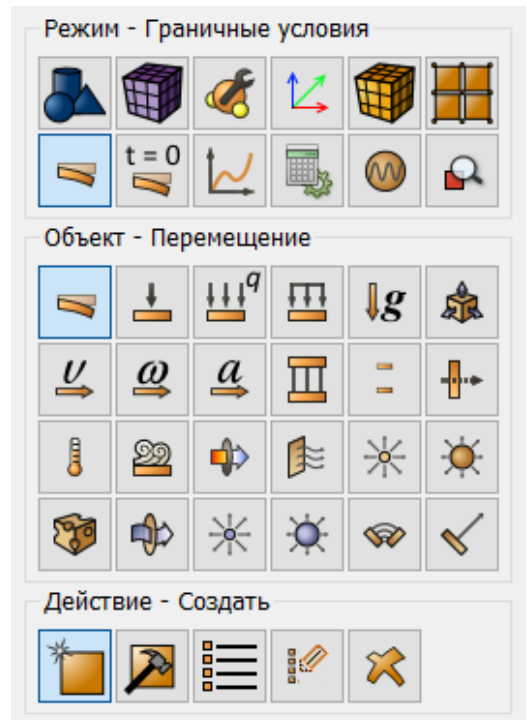 Режим - Граничные условия
t = 0
Объект - Перемещение
q
g
υ ω a
Действие - Создать